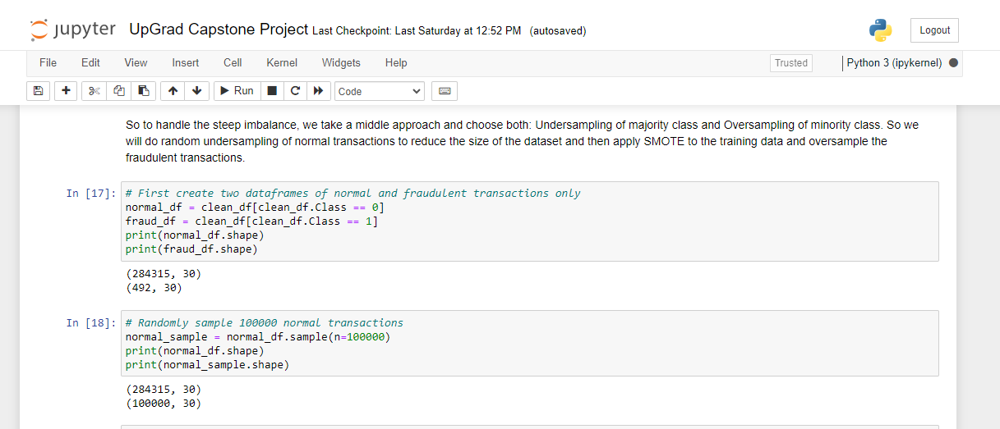 jupyter UpGrad Capstone Project Last Checkpoint: Last Saturday at 12:52 PM (autosaved)
Logout
File Edit View Insert Cell Kernel Widgets Help
Trusted
Python 3 (ipykernel)
Run
Code
So to handle the steep imbalance, we take a middle approach and choose both: Undersampling of majority class and Oversampling of minority class. So we
will do random undersampling of normal transactions to reduce the size of the dataset and then apply SMOTE to the training data and oversample the
fraudulent transactions.
In [17]: # First create two dataframes of normal and fraudulent transactions only
normal_df = clean_df[clean_df.Class == 0]
fraud_df = clean_df[clean_df.Class == 1]
print(normal_df.shape)
print(fraud_df.shape)
(284315, 30)
(492, 30)
In [18]: # Randomly sample 100000 normal transactions
normal_sample = normal_df.sample(n=100000)
print(normal_df.shape)
print(normal_sample.shape)
(284315, 30)
(100000, 30)